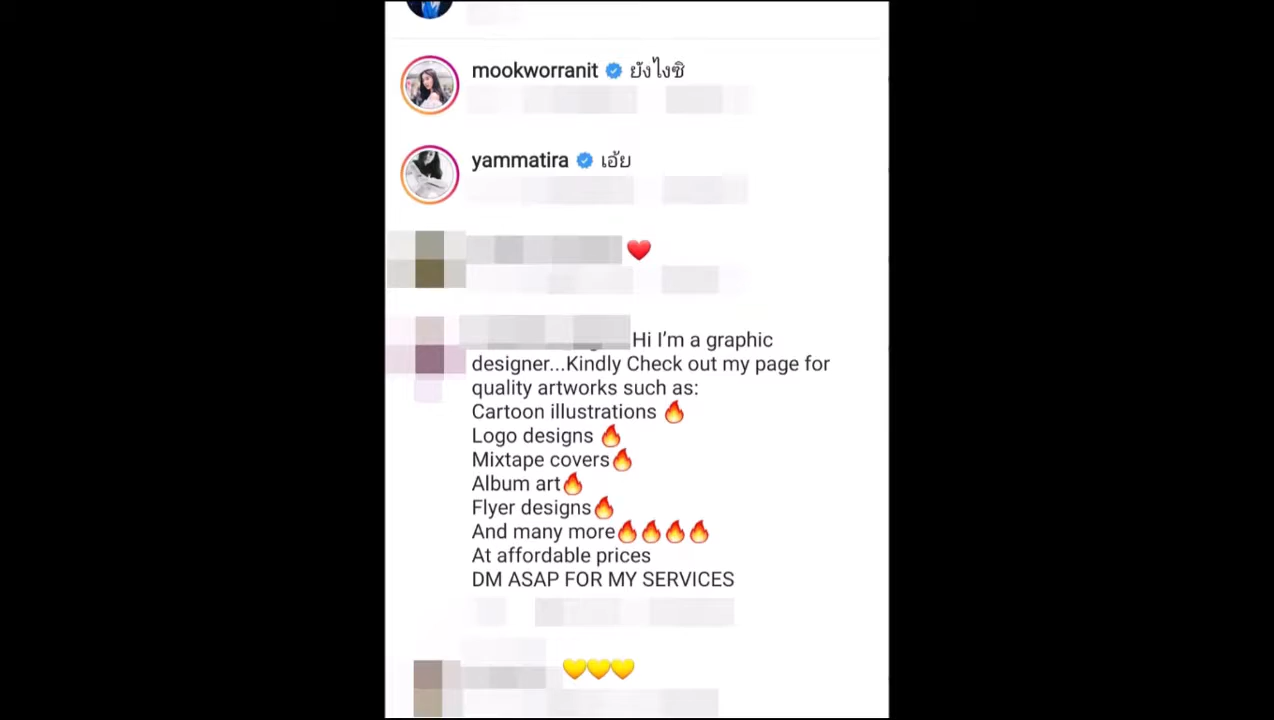 mookworranit ยังไงซิ
yammatira เอ้ย
❤️
Hi I’m a graphic
designer...Kindly Check out my page for
quality artworks such as:
Cartoon illustrations 🔥
Logo designs 🔥
Mixtape covers🔥
Album art🔥
Flyer designs🔥
And many more🔥🔥🔥🔥
At affordable prices
DM ASAP FOR MY SERVICES
💛💛💛